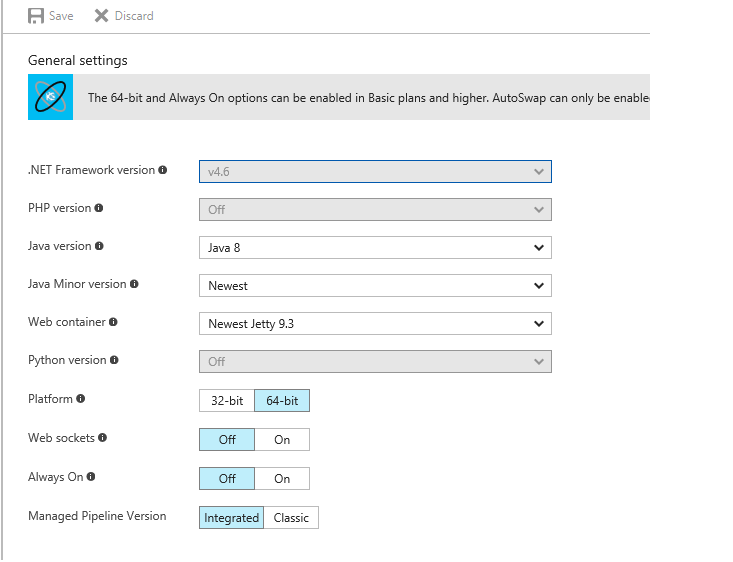 Save Discard
General settings
The 64-bit and Always On options can be enabled in Basic plans and higher. AutoSwap can only be enable
.NET Framework version v4.6
PHP version Off
Java version Java 8
Java Minor version Newest
Web container Newest Jetty 9.3
Python version Off
Platform 32-bit 64-bit
Web sockets Off On
Always On Off On
Managed Pipeline Version Integrated Classic